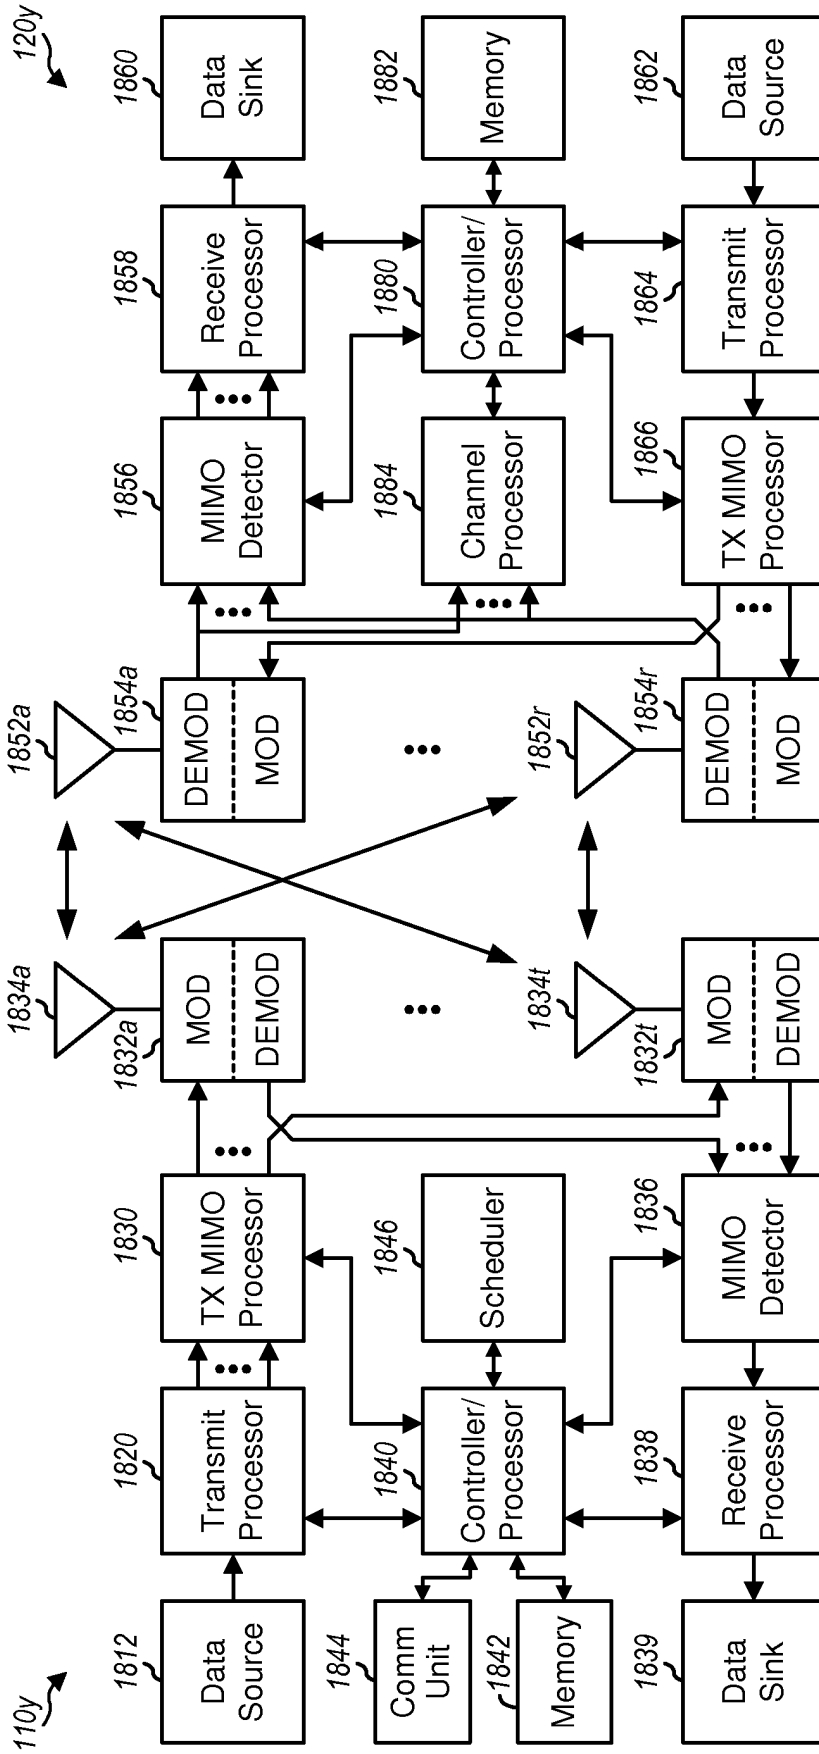 110y
120y
1812
Data
Source
1820
Transmit
Processor
1830
TX MIMO
Processor
1832a
MOD
DEMOD
1834a
1852a
1854a
DEMOD
MOD
1856
MIMO
Detector
1858
Receive
Processor
1860
Data
Sink
1844
Comm
Unit
1842
Memory
1840
Controller/
Processor
1846
Scheduler
1884
Channel
Processor
1880
Controller/
Processor
1882
Memory
1839
Data
Sink
1838
Receive
Processor
1836
MIMO
Detector
1832t
MOD
DEMOD
1834t
1852r
1854r
DEMOD
MOD
1866
TX MIMO
Processor
1864
Transmit
Processor
1862
Data
Source